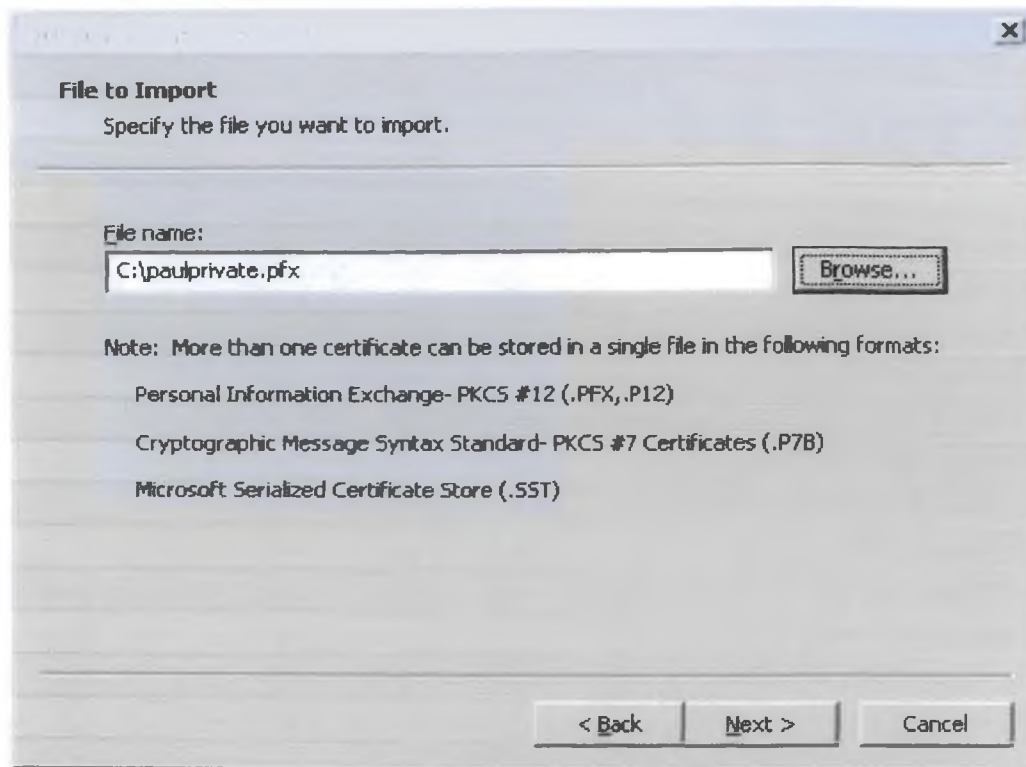 File to Import
Specify the file you want to import.
File name:
C:\paulprivate.pfx
Browse...
Note: More than one certificate can be stored in a single file in the following formats:
Personal Information Exchange- PKCS #12 (.PFX,.P12)
Cryptographic Message Syntax Standard- PKCS #7 Certificates (.P7B)
Microsoft Serialized Certificate Store (.SST)
< Back
Next >
Cancel